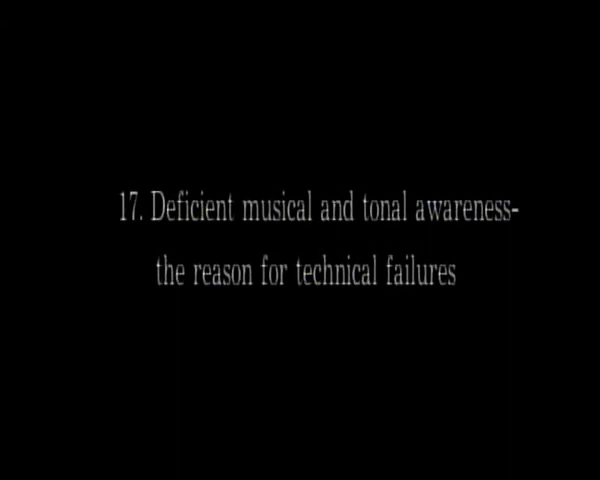 17. Deficient musical and tonal awareness-
the reason for technical failures